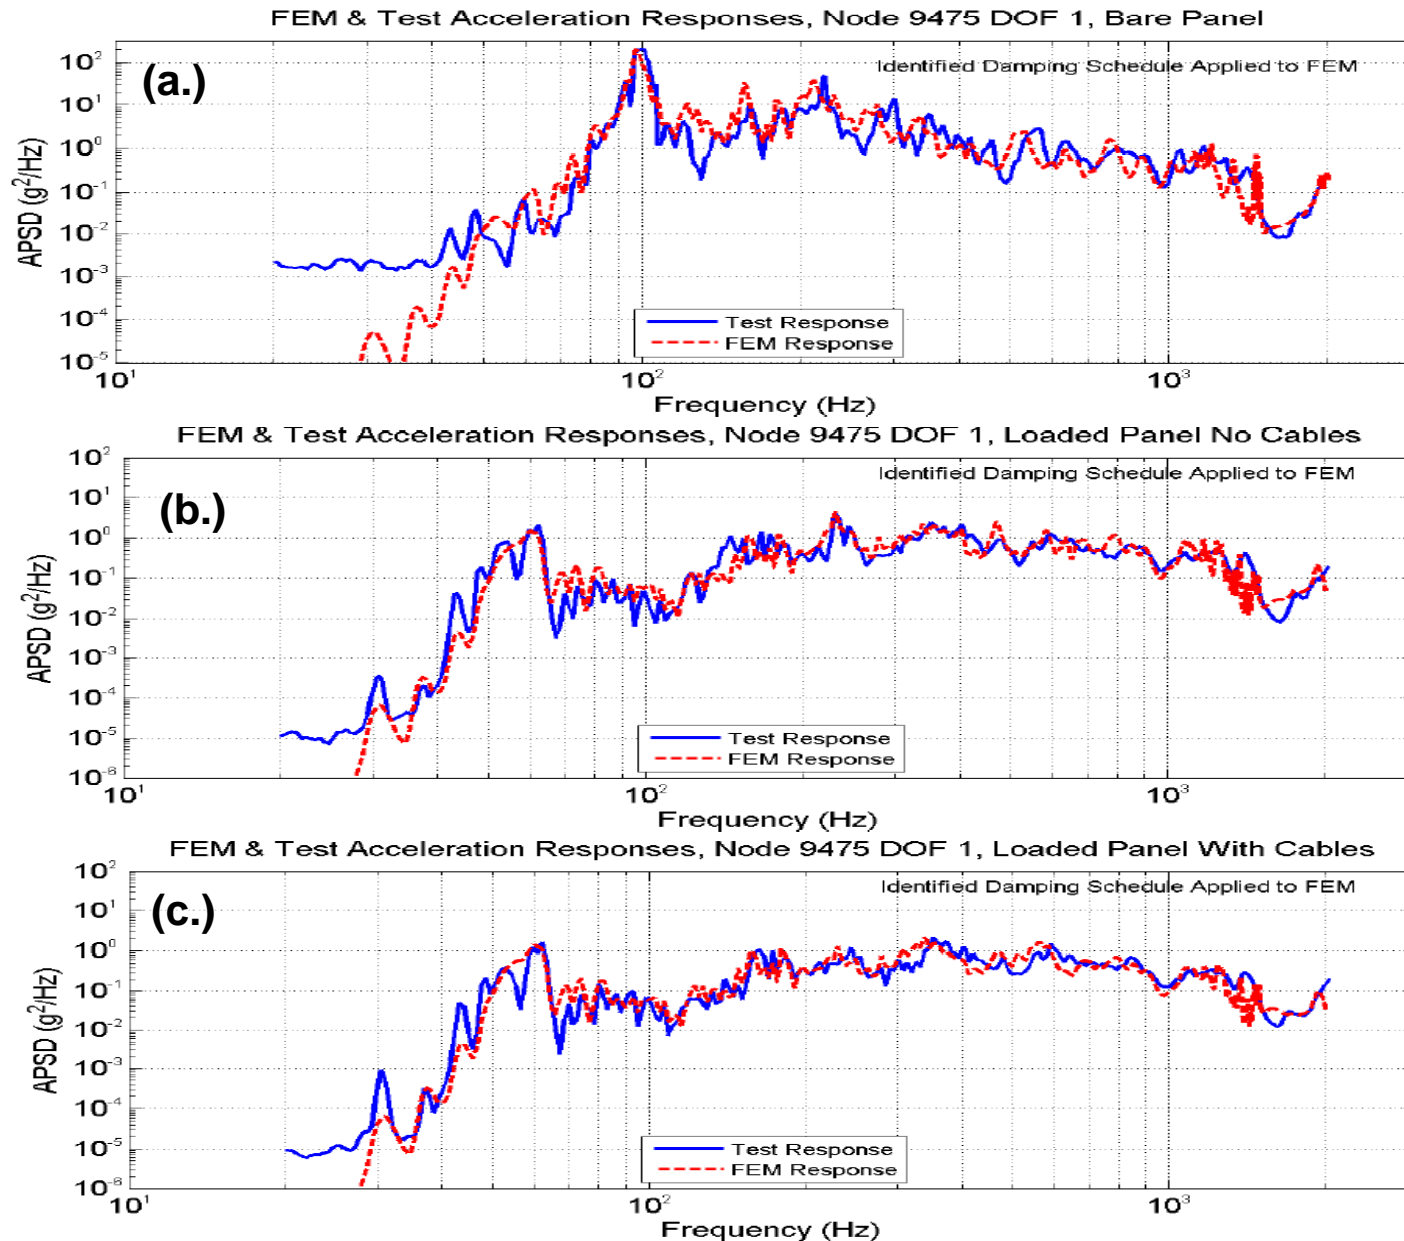 FEM & Test Acceleration Responses, Node 9475 DOF 1, Bare Panel
(a.)
Identified Damping Schedule Applied to FEM
APSD (g²/Hz)
10²
10¹
10⁰
10⁻¹
10⁻²
10⁻³
10⁻⁴
10⁻⁵
Test Response
FEM Response
10¹ 10² 10³
Frequency (Hz)
FEM & Test Acceleration Responses, Node 9475 DOF 1, Loaded Panel No Cables
(b.)
Identified Damping Schedule Applied to FEM
APSD (g²/Hz)
10²
10¹
10⁰
10⁻¹
10⁻²
10⁻³
10⁻⁴
10⁻⁵
10⁻⁶
Test Response
FEM Response
10¹ 10² 10³
Frequency (Hz)
FEM & Test Acceleration Responses, Node 9475 DOF 1, Loaded Panel With Cables
(c.)
Identified Damping Schedule Applied to FEM
APSD (g²/Hz)
10²
10¹
10⁰
10⁻¹
10⁻²
10⁻³
10⁻⁴
10⁻⁵
10⁻⁶
Test Response
FEM Response
10¹ 10² 10³
Frequency (Hz)